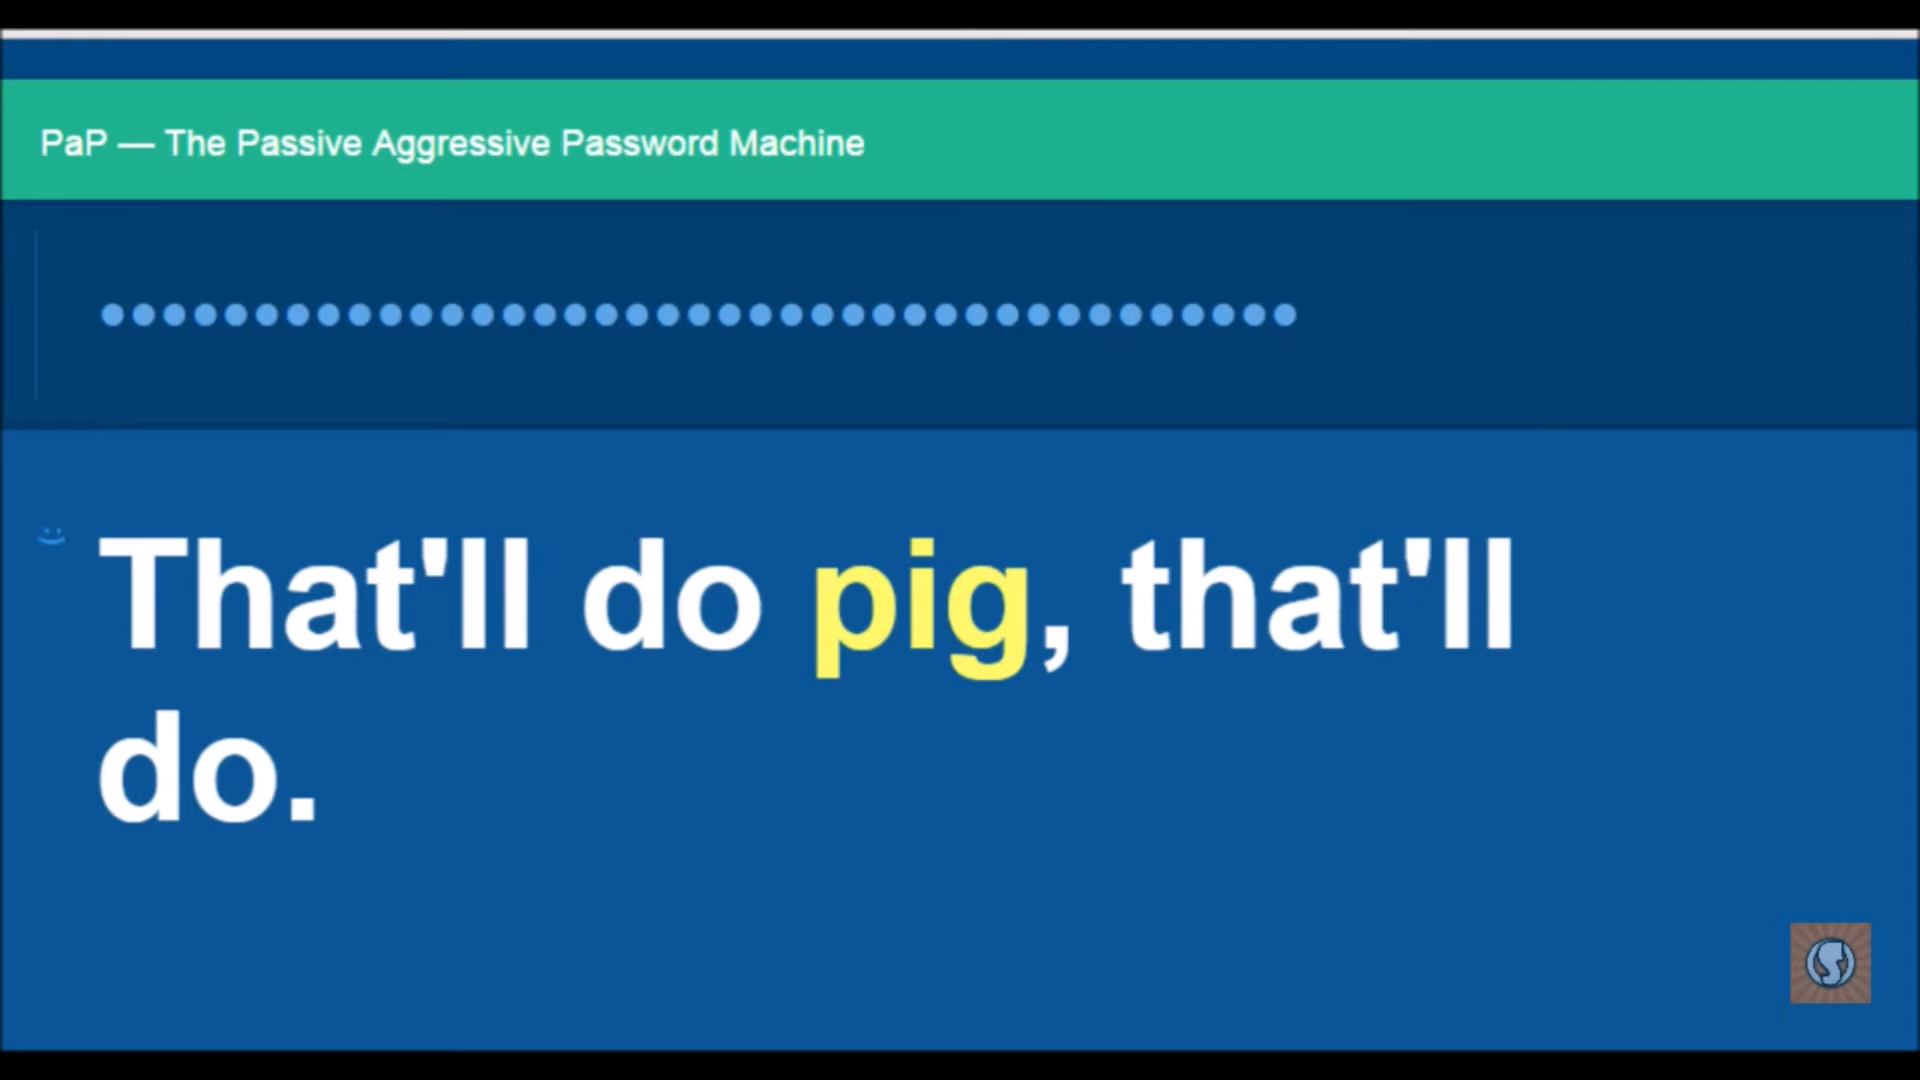 PaP — The Passive Aggressive Password Machine
••••••••••••••••••••••••••••••••••••••• 
:)
That'll do pig, that'll
do.